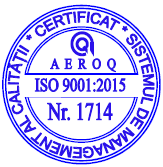 * CERTIFICAT * SISTEMUL DE MANAGEMENT AL CALITĂȚII
AEROQ
ISO 9001:2015
Nr. 1714